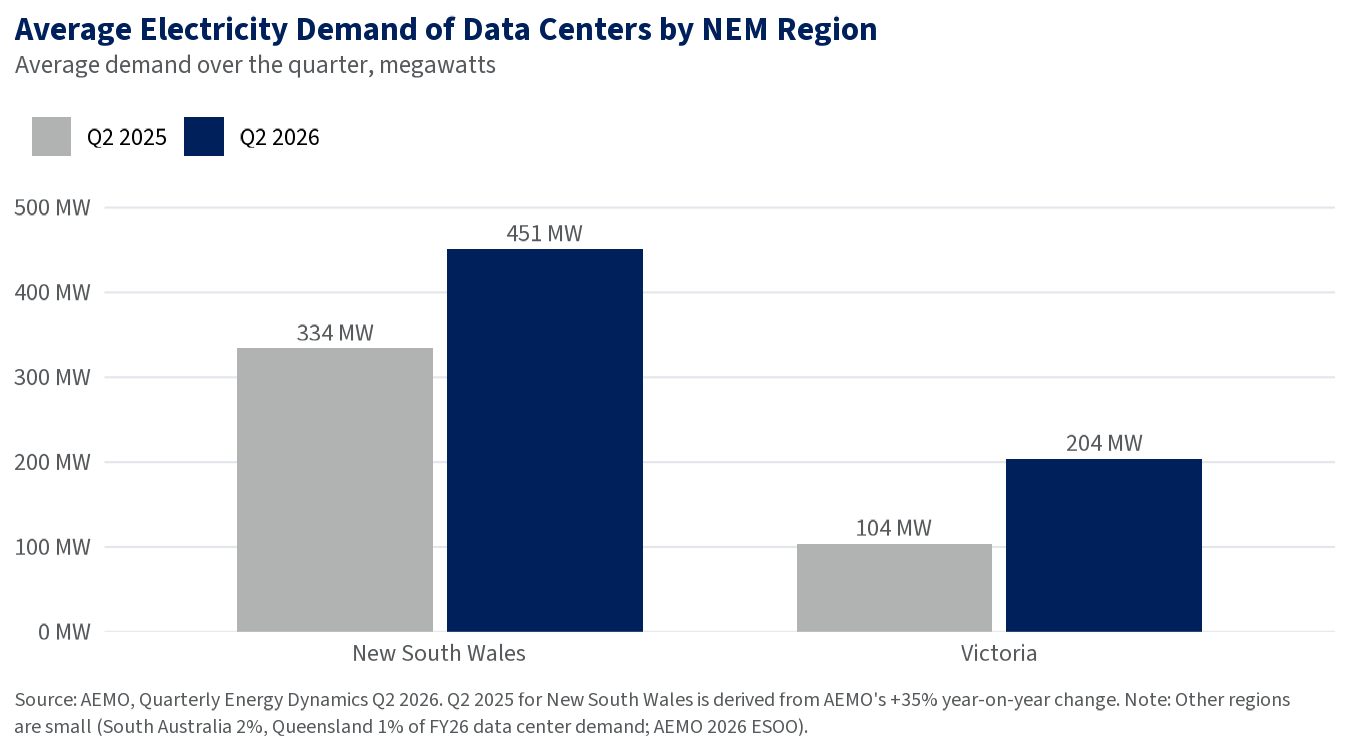 Average Electricity Demand of Data Centers by NEM Region
Average demand over the quarter, megawatts
Q2 2025 Q2 2026
500 MW
451 MW
400 MW
334 MW
300 MW
204 MW
200 MW
104 MW
100 MW
0 MW
New South Wales Victoria
Source: AEMO, Quarterly Energy Dynamics Q2 2026. Q2 2025 for New South Wales is derived from AEMO's +35% year-on-year change. Note: Other regions
are small (South Australia 2%, Queensland 1% of FY26 data center demand; AEMO 2026 ESOO).